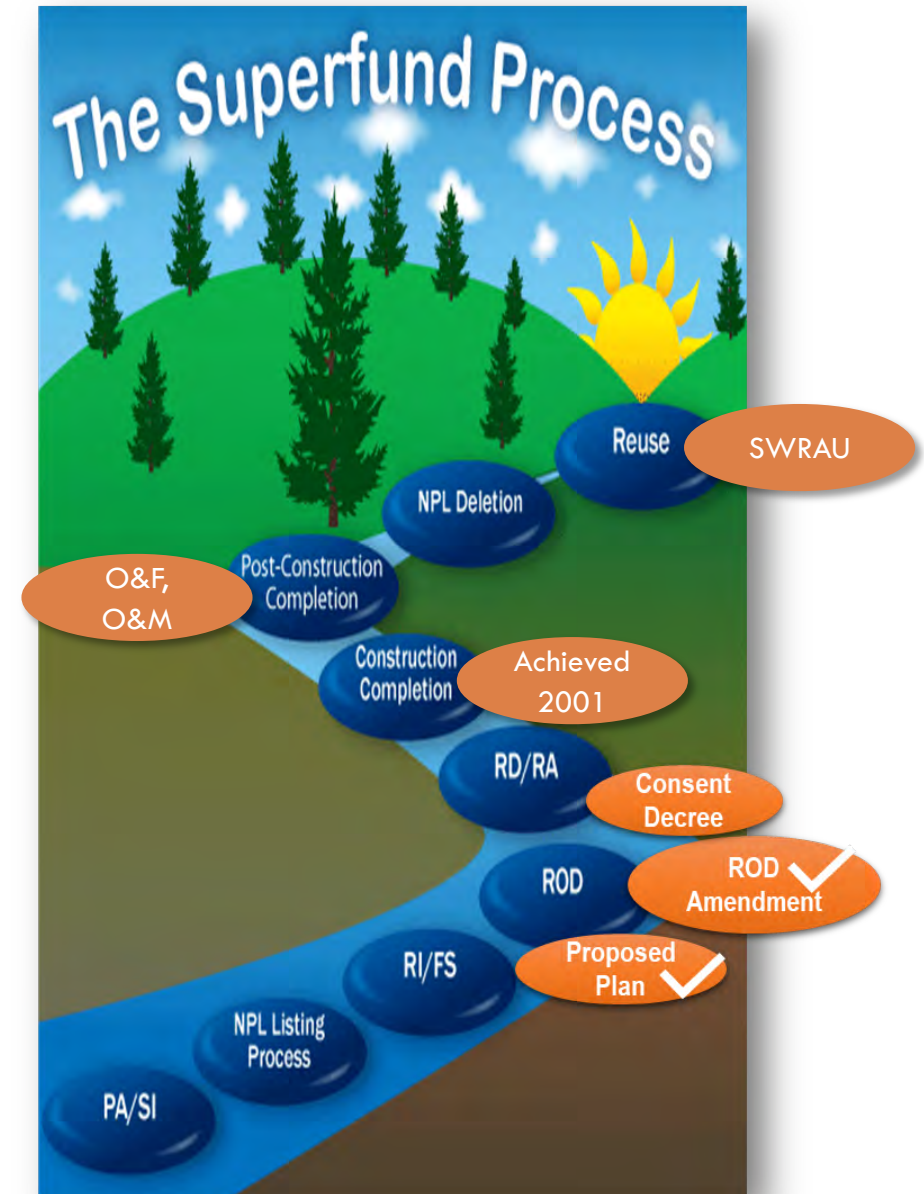 The Superfund Process
Reuse
SWRAU
NPL Deletion
Post-Construction
Completion
O&F,
O&M
Construction
Completion
Achieved
2001
RD/RA
Consent
Decree
ROD
ROD
Amendment
RI/FS
Proposed
Plan
NPL Listing
Process
PA/SI